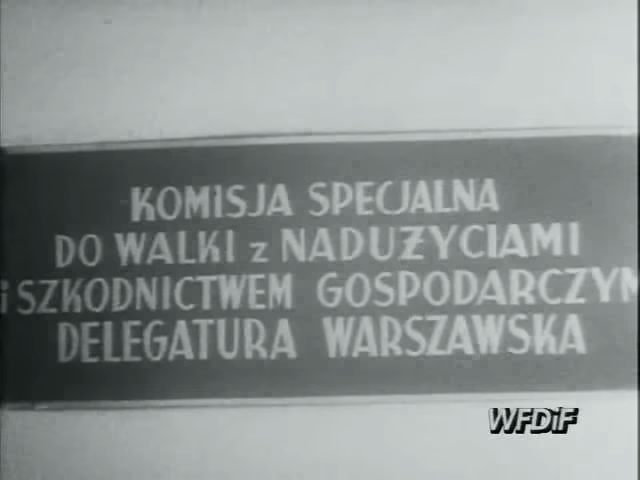 KOMISJA SPECJALNA
DO WALKI z NADUŻYCIAMI
i SZKODNICTWEM GOSPODARCZYM
DELEGATURA WARSZAWSKA
WFDiF